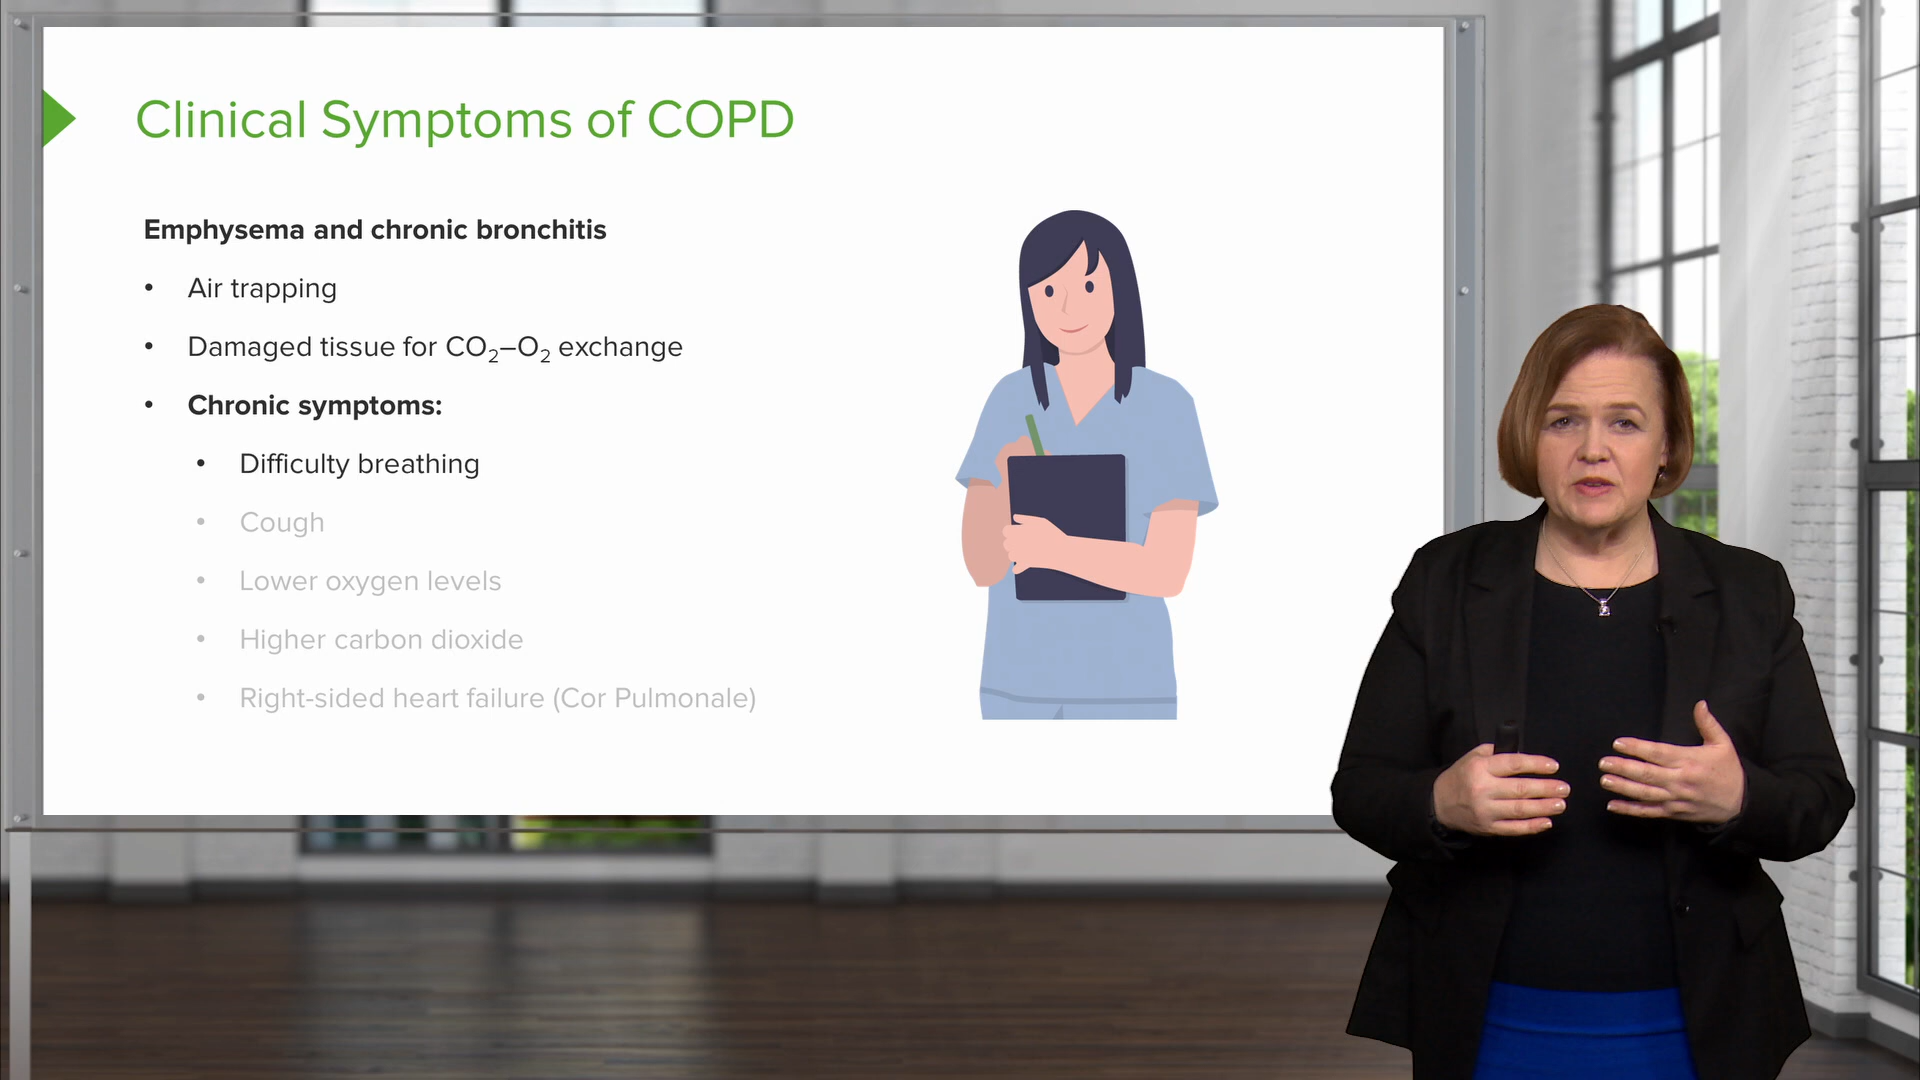 Clinical Symptoms of COPD
Emphysema and chronic bronchitis
• Air trapping
• Damaged tissue for CO₂–O₂ exchange
• Chronic symptoms:
• Difficulty breathing
• Cough
• Lower oxygen levels
• Higher carbon dioxide
• Right-sided heart failure (Cor Pulmonale)